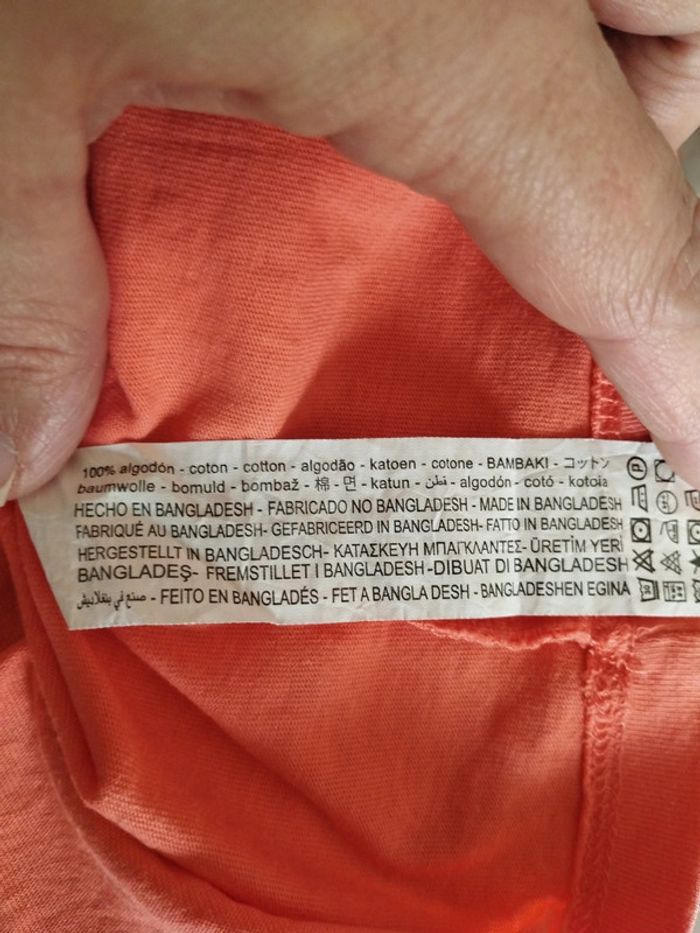 100% algodón - coton - cotton - algodão - katoen - cotone - BAMBAKI - コットン
baumwolle - bomuld - bombaž - 棉 - 면 - katun - قطن - algodón - cotó - kotoia
HECHO EN BANGLADESH - FABRICADO NO BANGLADESH - MADE IN BANGLADESH
FABRIQUÉ AU BANGLADESH- GEFABRICEERD IN BANGLADESH- FATTO IN BANGLADESH
HERGESTELLT IN BANGLADESCH- ΚΑΤΑΣΚΕΥΗ ΜΠΑΓΚΛΑΝΤΕΣ- ÜRETİM YERİ
BANGLADEŞ- FREMSTILLET I BANGLADESH -DIBUAT DI BANGLADESH
صنع في بنغلاديش - FEITO EN BANGLADÉS - FET A BANGLA DESH - BANGLADESHEN EGINA